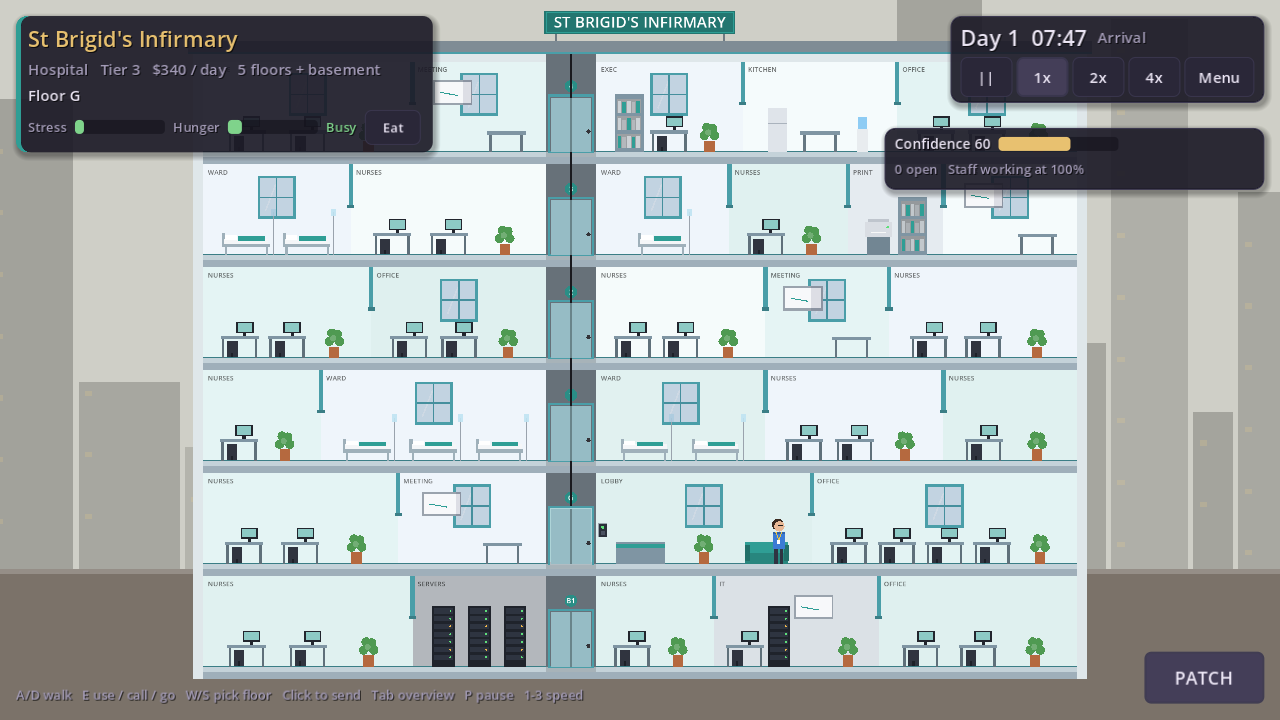 ST BRIGID'S INFIRMARY
St Brigid's Infirmary
Hospital Tier 3 $340 / day 5 floors + basement
Floor G
Stress Hunger Busy Eat
Day 1 07:47 Arrival
|| 1x 2x 4x Menu
Confidence 60
0 open Staff working at 100%
EXEC KITCHEN OFFICE
WARD NURSES WARD NURSES PRINT
NURSES OFFICE NURSES MEETING NURSES
NURSES WARD WARD NURSES NURSES
NURSES MEETING LOBBY OFFICE
G
NURSES SERVERS B1 NURSES IT OFFICE
PATCH
A/D walk E use / call / go W/S pick floor Click to send Tab overview P pause 1-3 speed